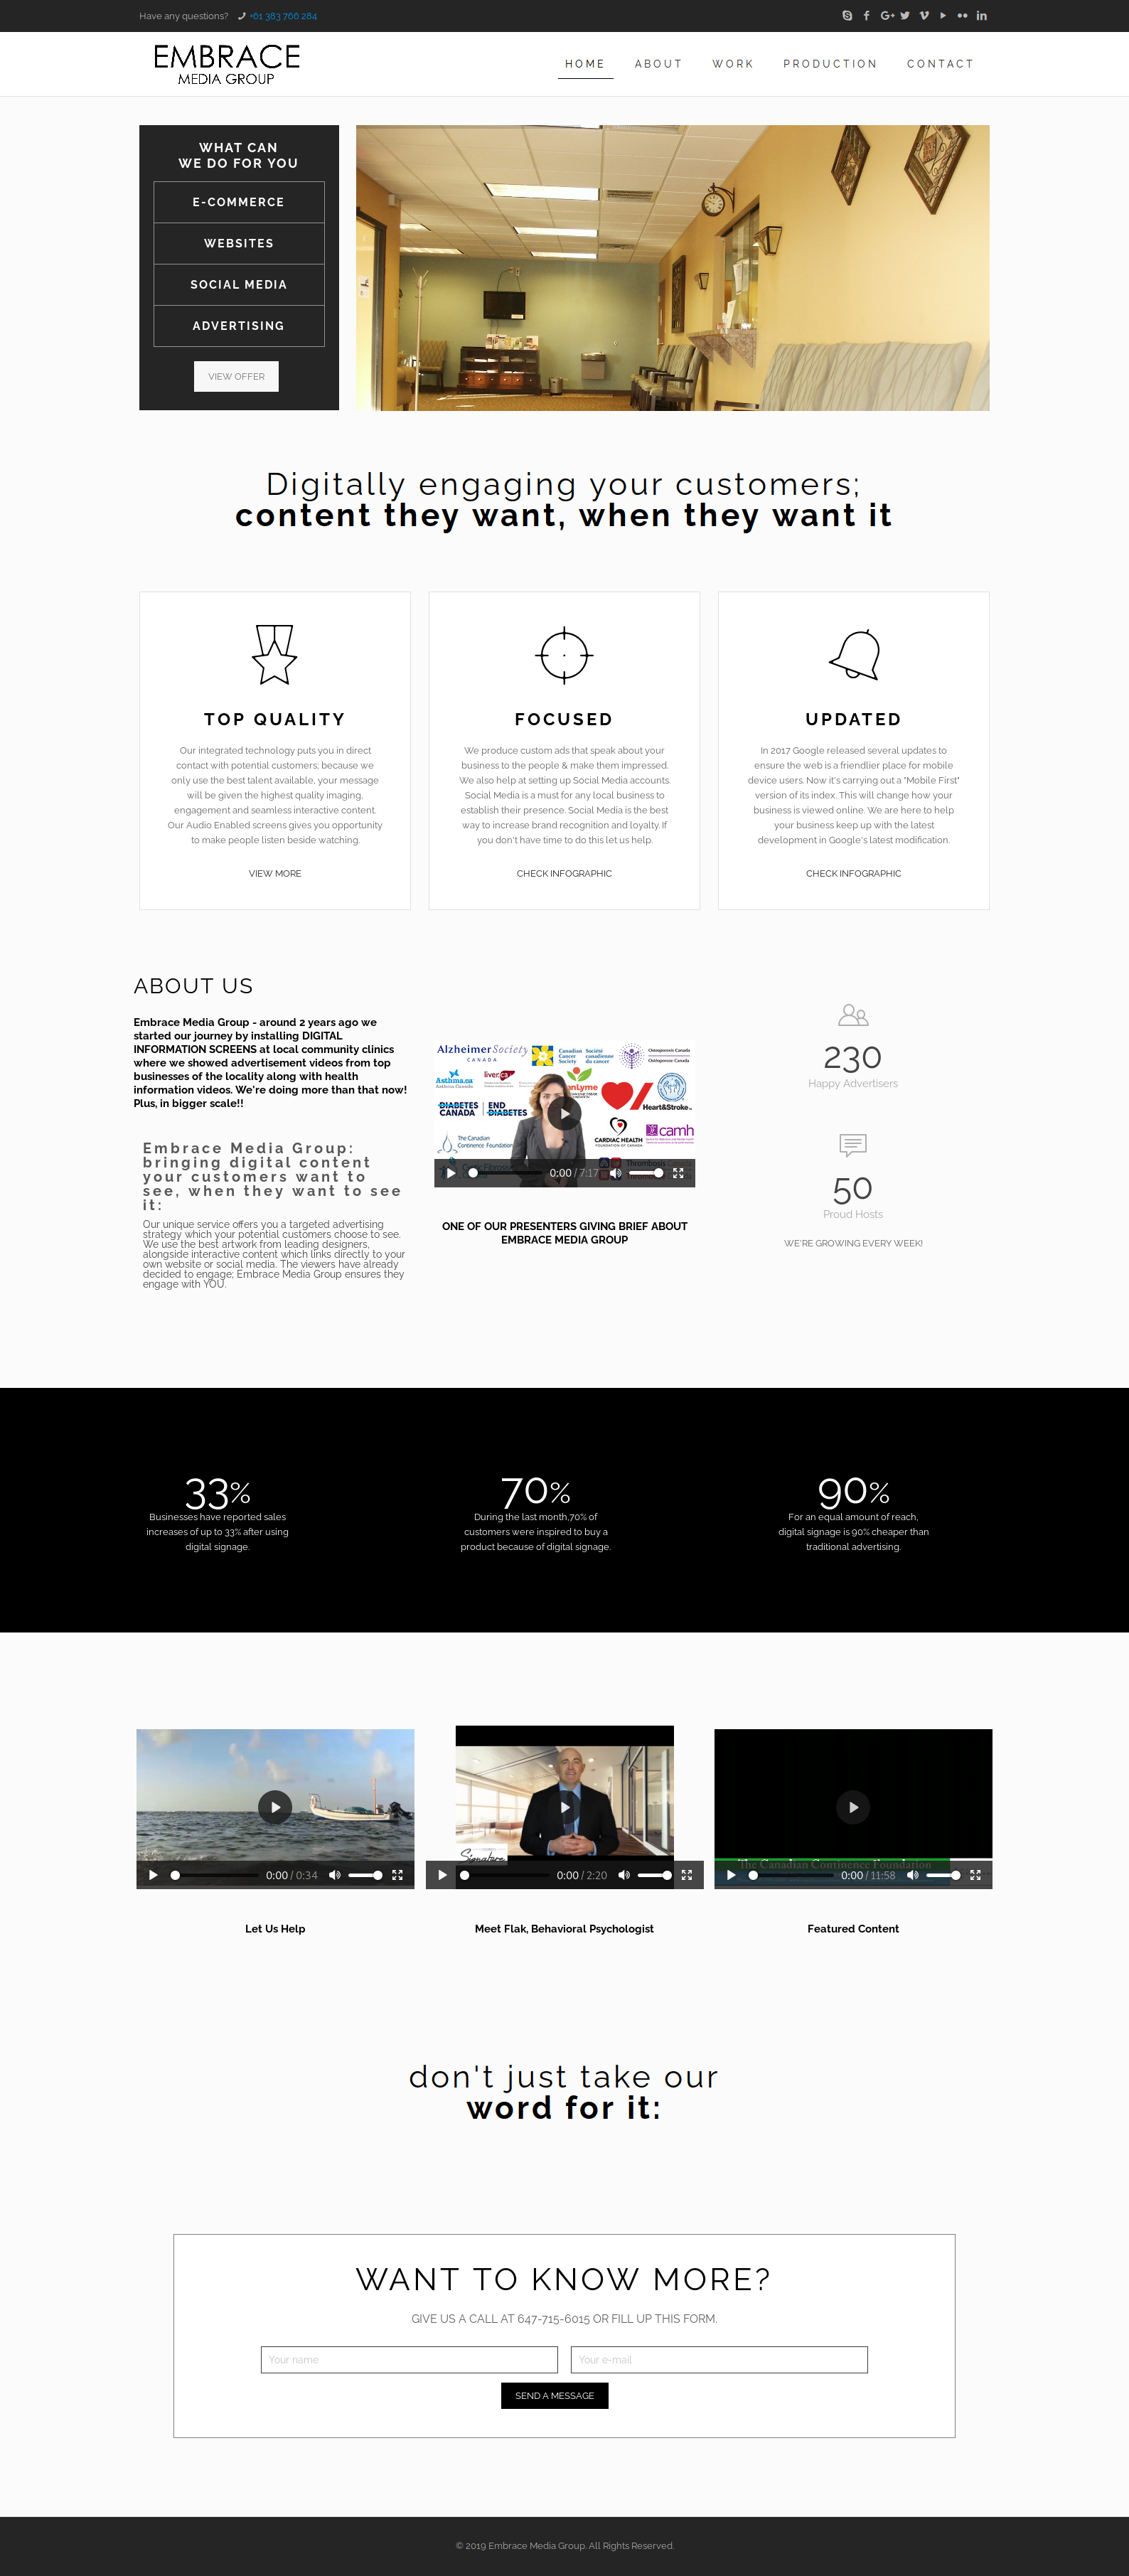 Have any questions? +61 383 766 284
EMBRACE
MEDIA GROUP
HOME ABOUT WORK PRODUCTION CONTACT
WHAT CAN
WE DO FOR YOU
E-COMMERCE
WEBSITES
SOCIAL MEDIA
ADVERTISING
VIEW OFFER
Digitally engaging your customers;
content they want, when they want it
TOP QUALITY
Our integrated technology puts you in direct
contact with potential customers; because we
only use the best talent available, your message
will be given the highest quality imaging,
engagement and seamless interactive content.
Our Audio Enabled screens gives you opportunity
to make people listen beside watching.
VIEW MORE
FOCUSED
We produce custom ads that speak about your
business to the people & make them impressed.
We also help at setting up Social Media accounts.
Social Media is a must for any local business to
establish their presence. Social Media is the best
way to increase brand recognition and loyalty. If
you don't have time to do this let us help.
CHECK INFOGRAPHIC
UPDATED
In 2017 Google released several updates to
ensure the web is a friendlier place for mobile
device users. Now it's carrying out a "Mobile First"
version of its index. This will change how your
business is viewed online. We are here to help
your business keep up with the latest
development in Google's latest modification.
CHECK INFOGRAPHIC
ABOUT US
Embrace Media Group - around 2 years ago we
started our journey by installing DIGITAL
INFORMATION SCREENS at local community clinics
where we showed advertisement videos from top
businesses of the locality along with health
information videos. We're doing more than that now!
Plus, in bigger scale!!
Embrace Media Group:
bringing digital content
your customers want to
see, when they want to see
it:
Our unique service offers you a targeted advertising
strategy which your potential customers choose to see.
We use the best artwork from leading designers,
alongside interactive content which links directly to your
own website or social media. The viewers have already
decided to engage; Embrace Media Group ensures they
engage with YOU.
Alzheimer Society
CANADA
Canadian Cancer Society
Société canadienne du cancer
Osteoporosis Canada
Ostéoporose Canada
Asthma.ca
Asthma Canada
liver.ca
DIABETES CANADA
END DIABETES
Heart&Stroke
The Canadian Continence Foundation
CARDIAC HEALTH
FOUNDATION OF CANADA
camh
Thrombosis
0:00 / 7:17
ONE OF OUR PRESENTERS GIVING BRIEF ABOUT
EMBRACE MEDIA GROUP
230
Happy Advertisers
50
Proud Hosts
WE'RE GROWING EVERY WEEK!
33%
Businesses have reported sales
increases of up to 33% after using
digital signage.
70%
During the last month,70% of
customers were inspired to buy a
product because of digital signage.
90%
For an equal amount of reach,
digital signage is 90% cheaper than
traditional advertising.
0:00 / 0:34
Let Us Help
Signature
0:00 / 2:20
Meet Flak, Behavioral Psychologist
The Canadian Continence Foundation
0:00 / 11:58
Featured Content
don't just take our
word for it:
WANT TO KNOW MORE?
GIVE US A CALL AT 647-715-6015 OR FILL UP THIS FORM.
Your name
Your e-mail
SEND A MESSAGE
© 2019 Embrace Media Group. All Rights Reserved.